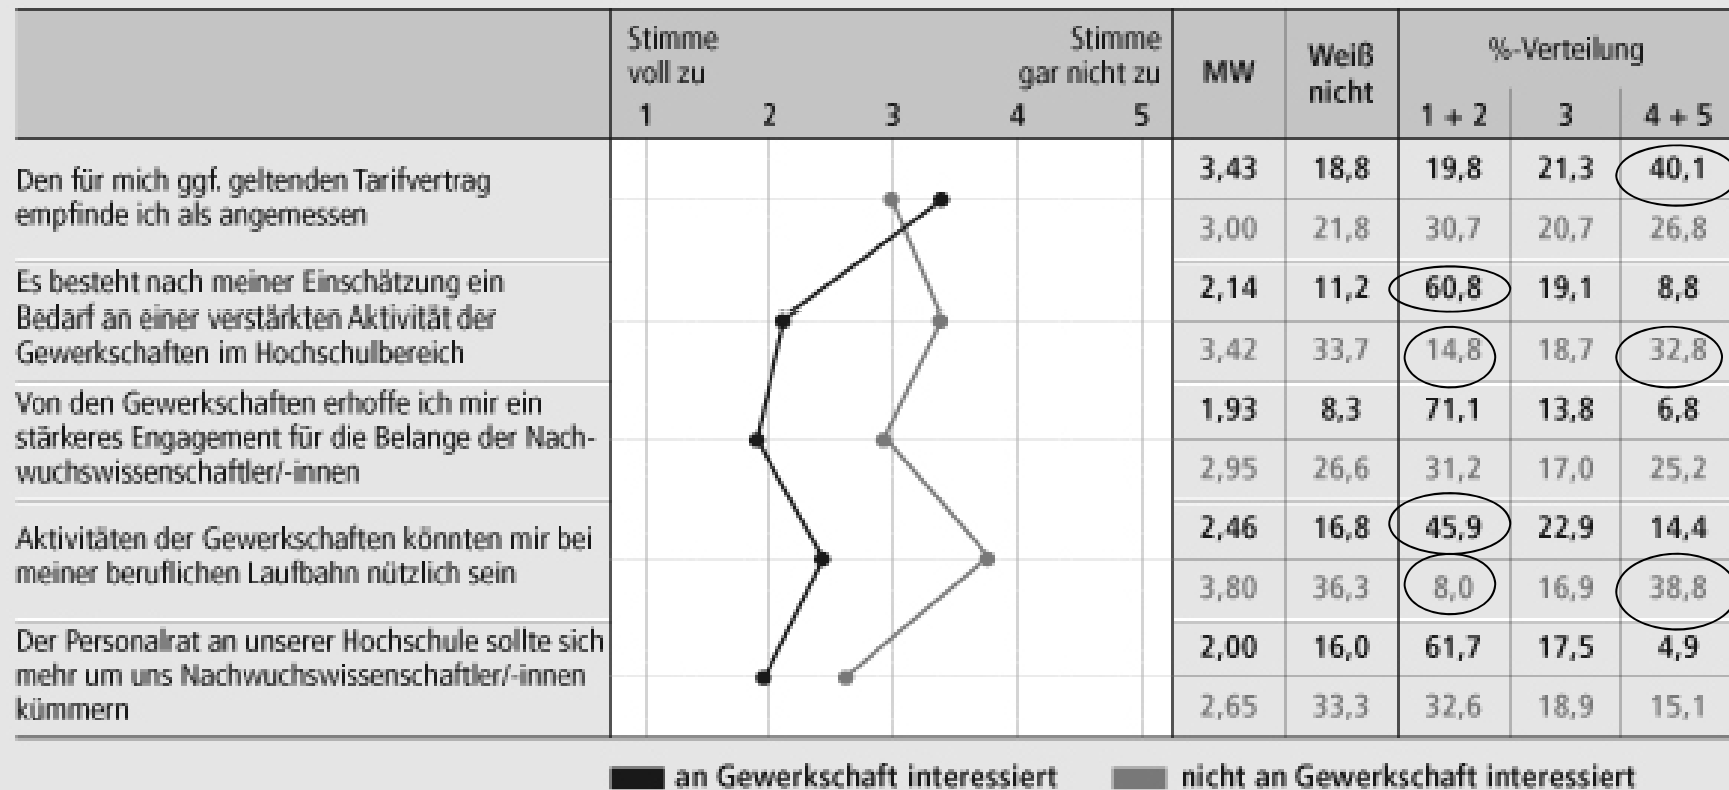 Stimme voll zu
Stimme gar nicht zu
1 2 3 4 5
MW
Weiß nicht
%-Verteilung
1 + 2 3 4 + 5
Den für mich ggf. geltenden Tarifvertrag
empfinde ich als angemessen
3,43 18,8 19,8 21,3 40,1
3,00 21,8 30,7 20,7 26,8
Es besteht nach meiner Einschätzung ein
Bedarf an einer verstärkten Aktivität der
Gewerkschaften im Hochschulbereich
2,14 11,2 60,8 19,1 8,8
3,42 33,7 14,8 18,7 32,8
Von den Gewerkschaften erhoffe ich mir ein
stärkeres Engagement für die Belange der Nach-
wuchswissenschaftler/-innen
1,93 8,3 71,1 13,8 6,8
2,95 26,6 31,2 17,0 25,2
Aktivitäten der Gewerkschaften könnten mir bei
meiner beruflichen Laufbahn nützlich sein
2,46 16,8 45,9 22,9 14,4
3,80 36,3 8,0 16,9 38,8
Der Personalrat an unserer Hochschule sollte sich
mehr um uns Nachwuchswissenschaftler/-innen
kümmern
2,00 16,0 61,7 17,5 4,9
2,65 33,3 32,6 18,9 15,1
an Gewerkschaft interessiert
nicht an Gewerkschaft interessiert